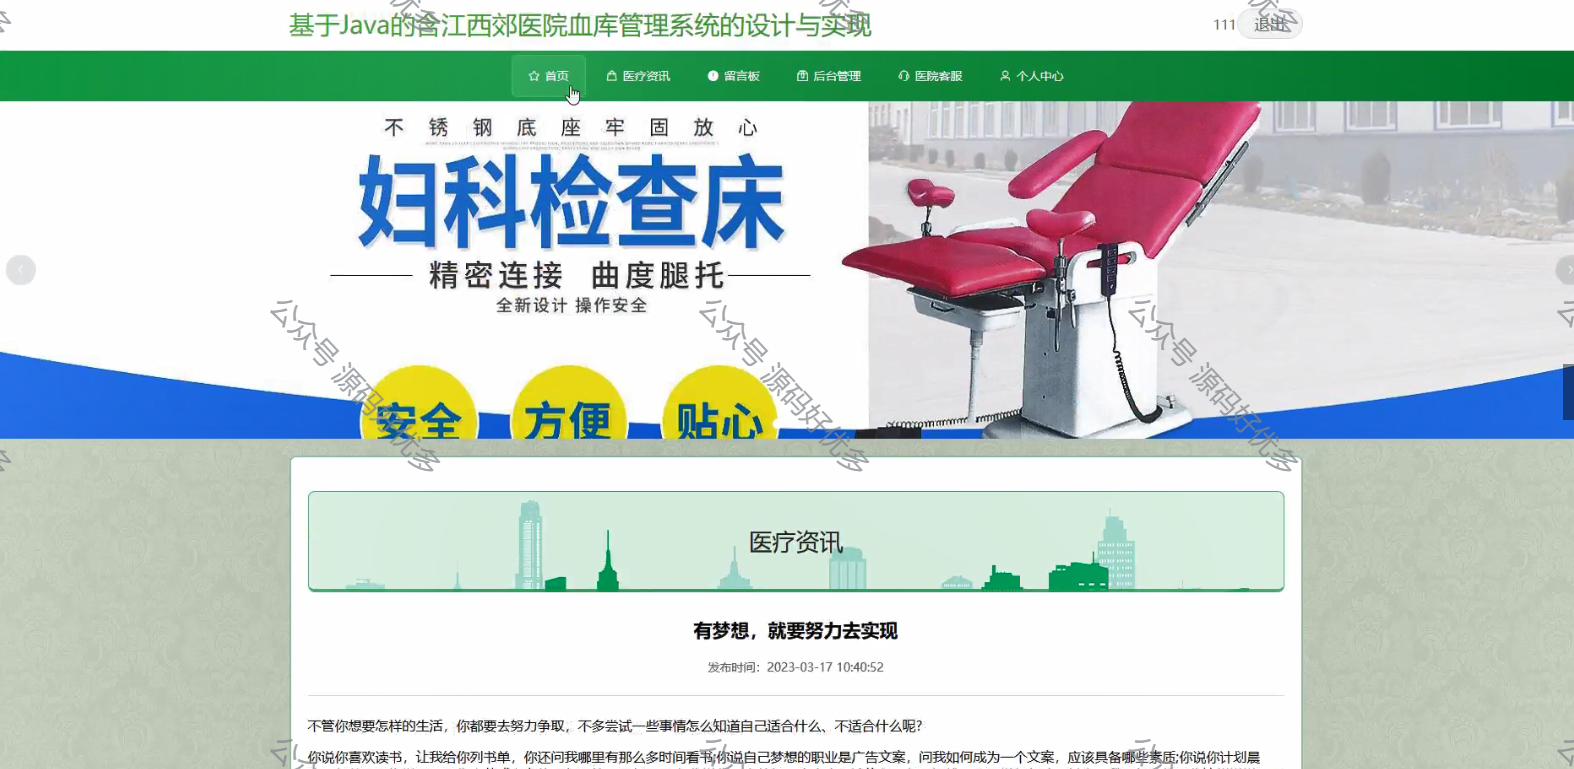 基于Java的含江西郊医院血库管理系统的设计与实现
111 退出
首页 医疗资讯 留言板 后台管理 医院客服 个人中心
不锈钢底座牢固放心
妇科检查床
精密连接 曲度腿托
全新设计 操作安全
安全 方便 贴心
公众号 源码好优多
公众号 源码好优多
公众号 源码好优多
医疗资讯
有梦想，就要努力去实现
发布时间：2023-03-17 10:40:52
不管你想要怎样的生活，你都要去努力争取，不多尝试一些事情怎么知道自己适合什么、不适合什么呢?
你说你喜欢读书，让我给你列书单，你还问我哪里有那么多时间看书;你说自己梦想的职业是广告文案，问我如何成为一个文案，应该具备哪些素质;你说你计划晨